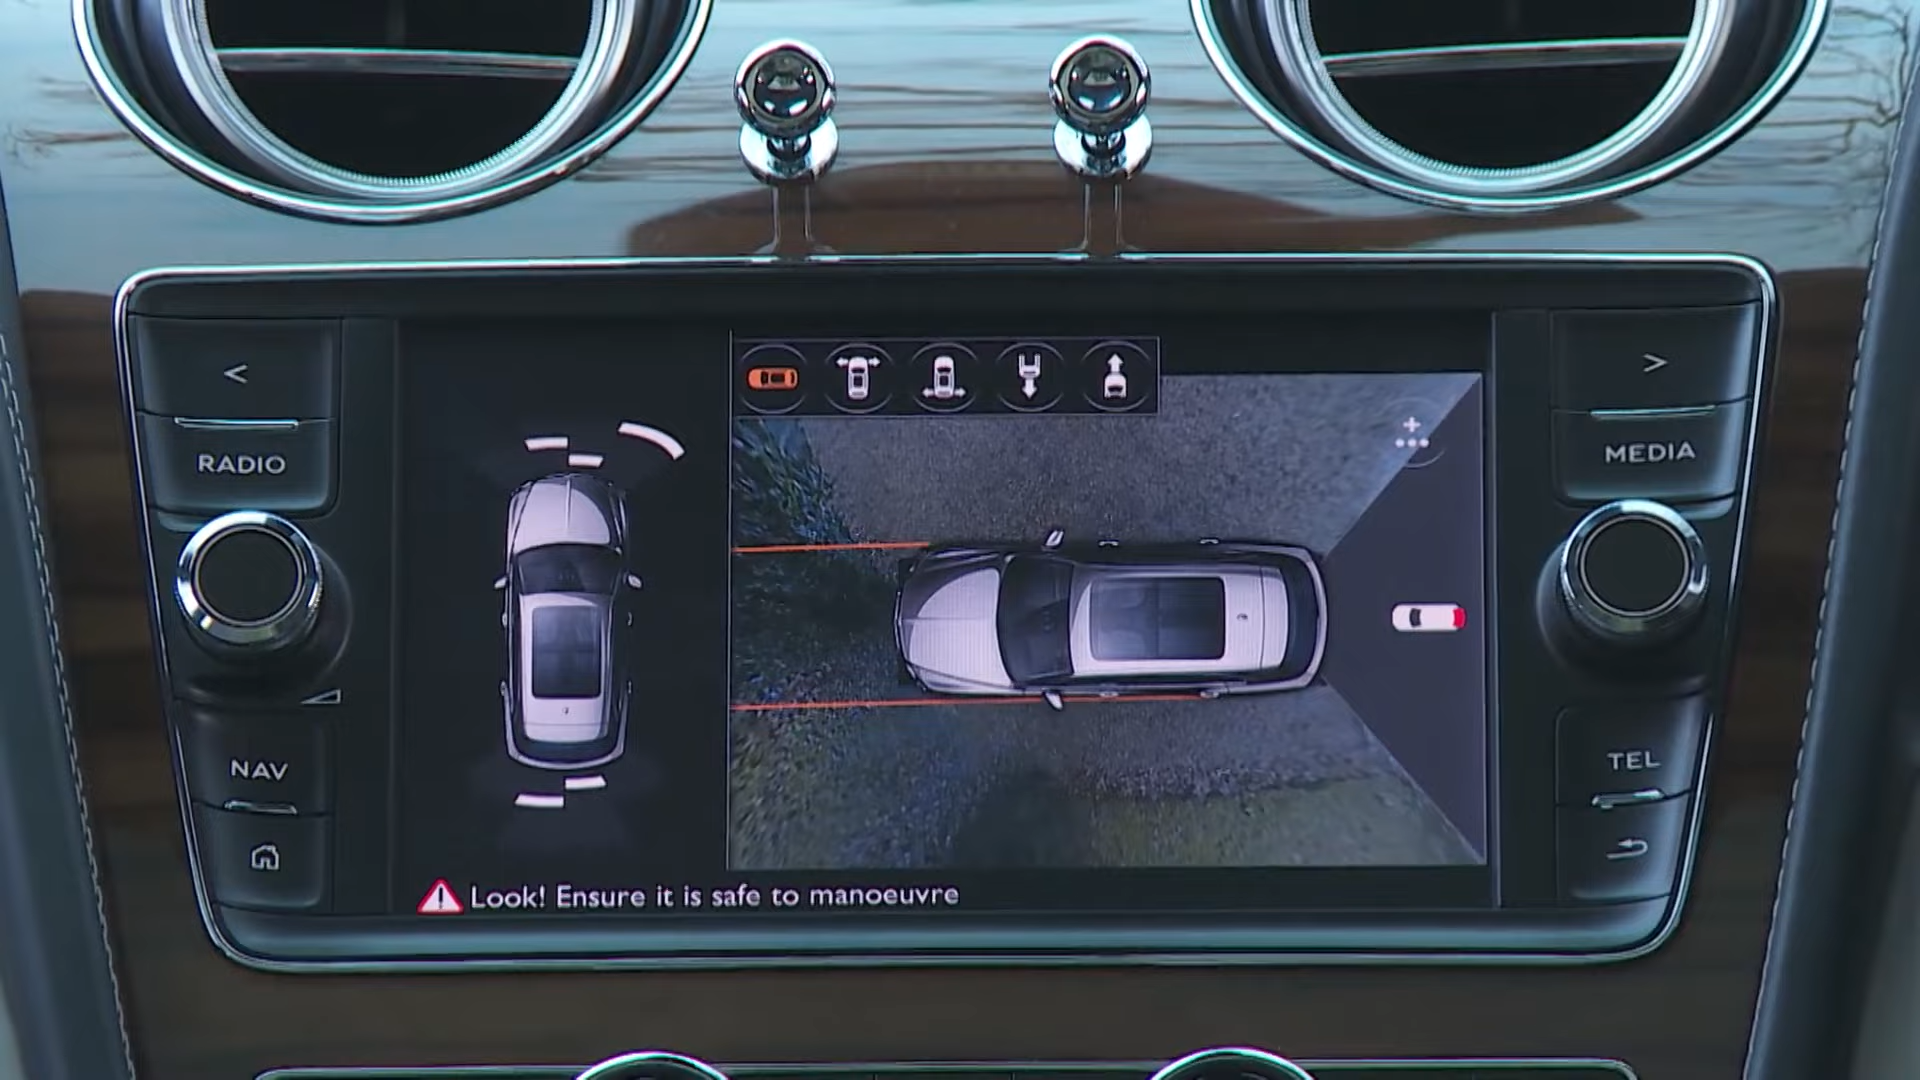 <
RADIO
NAV
Look! Ensure it is safe to manoeuvre
>
MEDIA
TEL